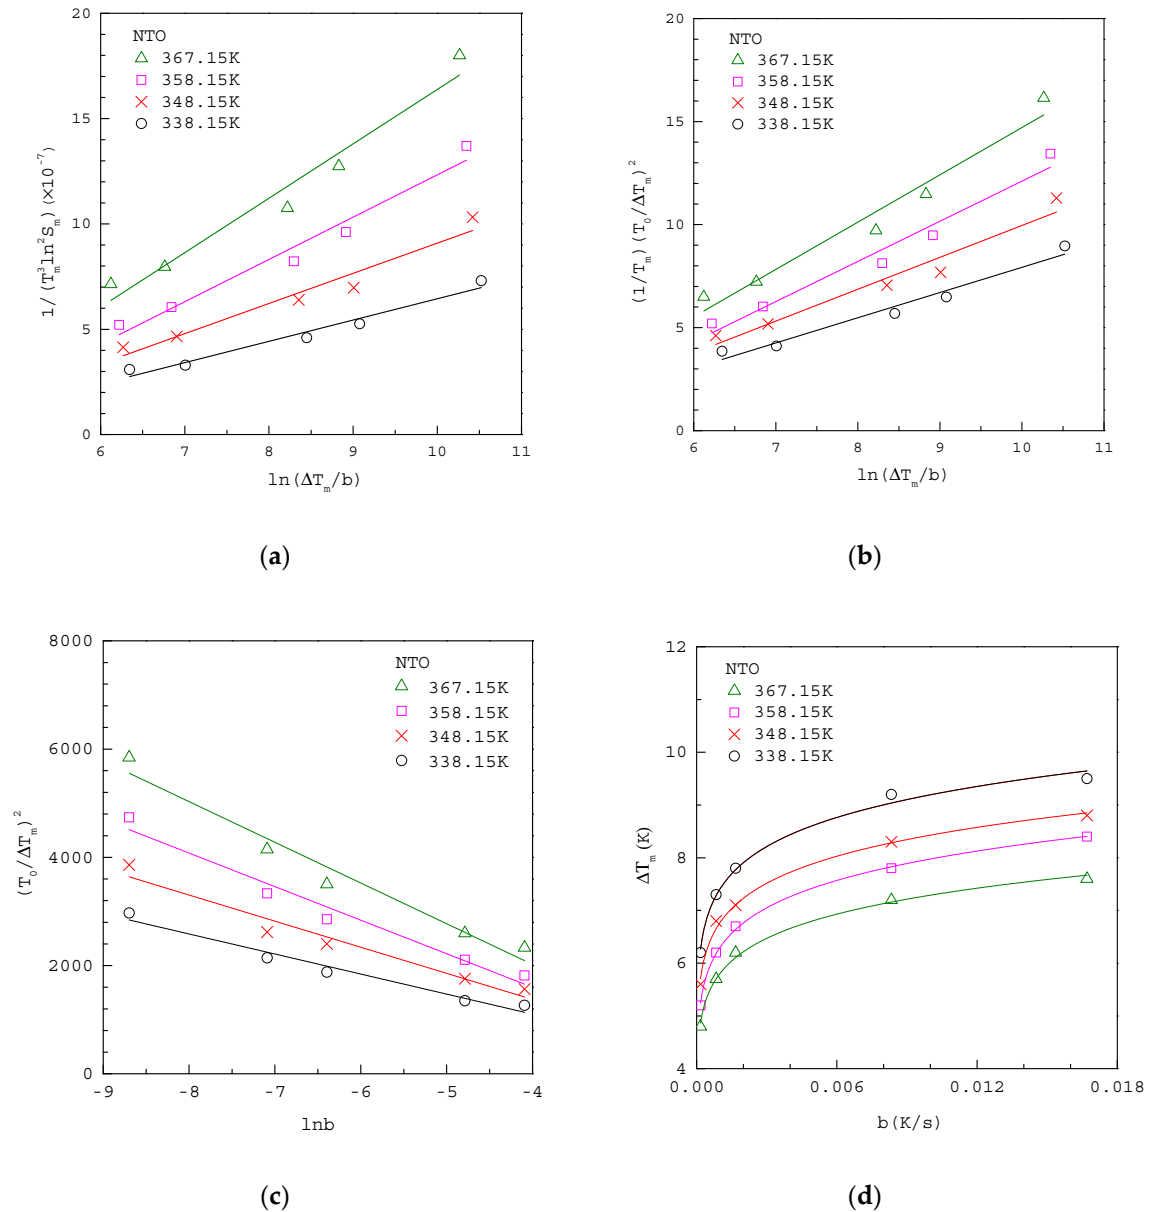 20
15
10
5
0
1/(T_m^3 ln^2 S_m)(×10^-7)
NTO
367.15K
358.15K
348.15K
338.15K
6 7 8 9 10 11
ln(ΔT_m/b)
(a)
20
15
10
5
0
(1/T_m)(T_0/ΔT_m)^2
NTO
367.15K
358.15K
348.15K
338.15K
6 7 8 9 10 11
ln(ΔT_m/b)
(b)
8000
6000
4000
2000
0
(T_0/ΔT_m)^2
NTO
367.15K
358.15K
348.15K
338.15K
-9 -8 -7 -6 -5 -4
lnb
(c)
12
10
8
6
4
ΔT_m(K)
NTO
367.15K
358.15K
348.15K
338.15K
0.000 0.006 0.012 0.018
b(K/s)
(d)